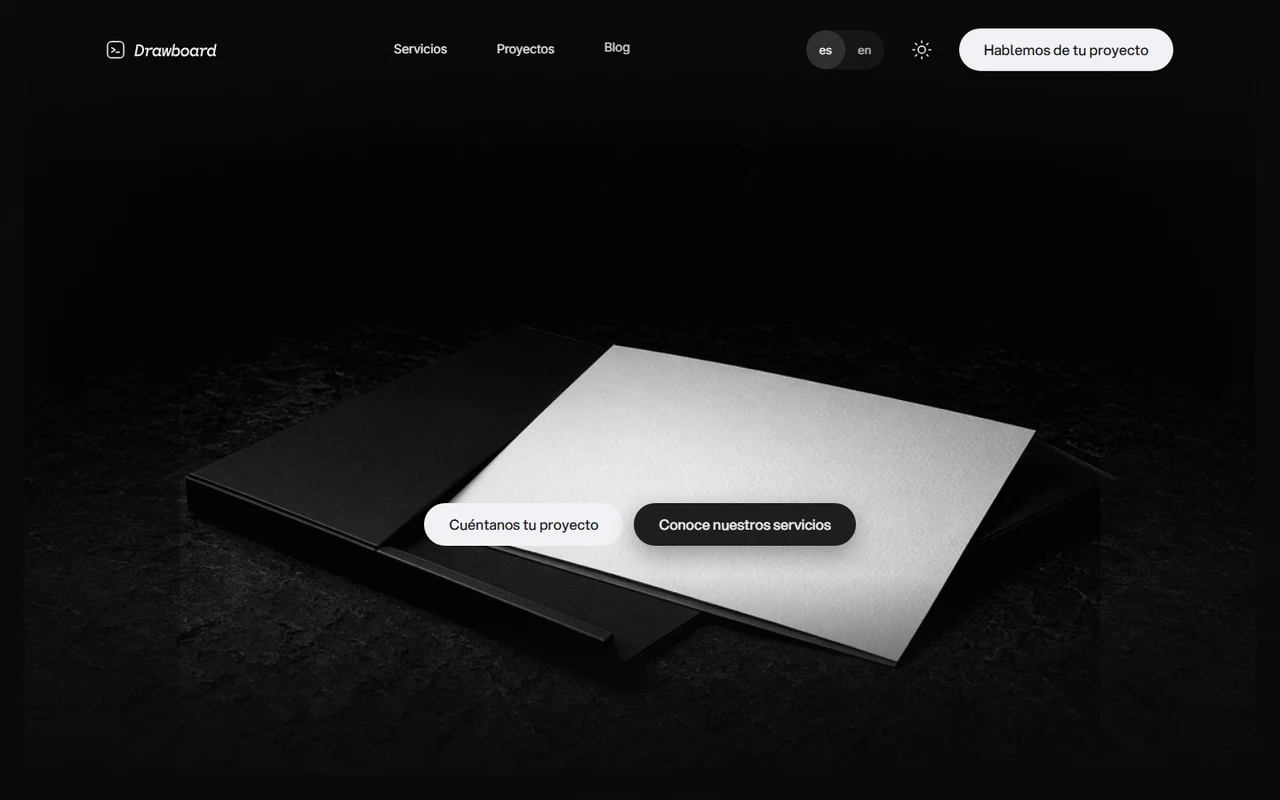 Drawboard
Servicios
Proyectos
Blog
es
en
Hablemos de tu proyecto
Cuéntanos tu proyecto
Conoce nuestros servicios